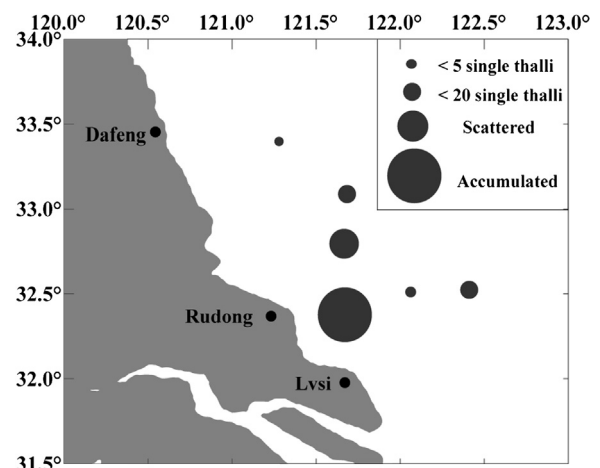 120.0° 120.5° 121.1° 121.5° 122.0° 122.5° 123.0°
34.0°
< 5 single thalli
< 20 single thalli
Scattered
Accumulated
33.5°
Dafeng
33.0°
32.5°
Rudong
32.0°
Lvsi
31.5°